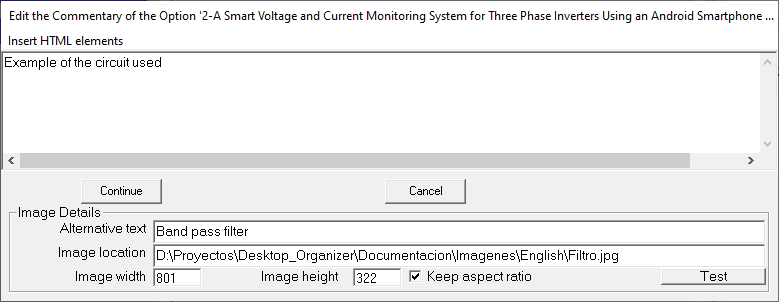 Edit the Commentary of the Option '2-A Smart Voltage and Current Monitoring System for Three Phase Inverters Using an Android Smartphone ...
Insert HTML elements
Example of the circuit used
Continue Cancel
Image Details
Alternative text Band pass filter
Image location D:\Proyectos\Desktop_Organizer\Documentacion\Imagenes\English\Filtro.jpg
Image width 801 Image height 322 Keep aspect ratio Test